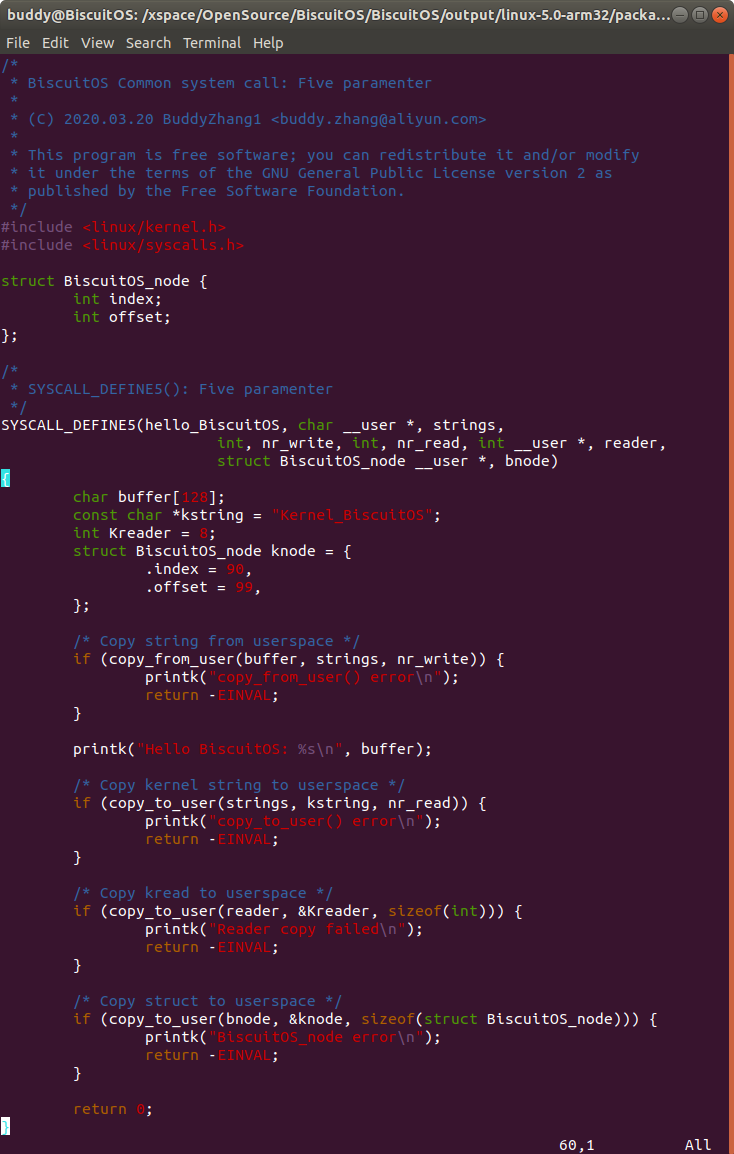 buddy@BiscuitOS: /xspace/OpenSource/BiscuitOS/BiscuitOS/output/linux-5.0-arm32/packa...
File Edit View Search Terminal Help
/*
 * BiscuitOS Common system call: Five paramenter
 *
 * (C) 2020.03.20 BuddyZhang1 <buddy.zhang@aliyun.com>
 *
 * This program is free software; you can redistribute it and/or modify
 * it under the terms of the GNU General Public License version 2 as
 * published by the Free Software Foundation.
 */
#include <linux/kernel.h>
#include <linux/syscalls.h>

struct BiscuitOS_node {
        int index;
        int offset;
};

/*
 * SYSCALL_DEFINE5(): Five paramenter
 */
SYSCALL_DEFINE5(hello_BiscuitOS, char __user *, strings,
                        int, nr_write, int, nr_read, int __user *, reader,
                        struct BiscuitOS_node __user *, bnode)
{
        char buffer[128];
        const char *kstring = "Kernel_BiscuitOS";
        int Kreader = 8;
        struct BiscuitOS_node knode = {
                .index = 90,
                .offset = 99,
        };

        /* Copy string from userspace */
        if (copy_from_user(buffer, strings, nr_write)) {
                printk("copy_from_user() error\n");
                return -EINVAL;
        }

        printk("Hello BiscuitOS: %s\n", buffer);

        /* Copy kernel string to userspace */
        if (copy_to_user(strings, kstring, nr_read)) {
                printk("copy_to_user() error\n");
                return -EINVAL;
        }

        /* Copy kread to userspace */
        if (copy_to_user(reader, &Kreader, sizeof(int))) {
                printk("Reader copy failed\n");
                return -EINVAL;
        }

        /* Copy struct to userspace */
        if (copy_to_user(bnode, &knode, sizeof(struct BiscuitOS_node))) {
                printk("BiscuitOS_node error\n");
                return -EINVAL;
        }

        return 0;
}
60,1 All